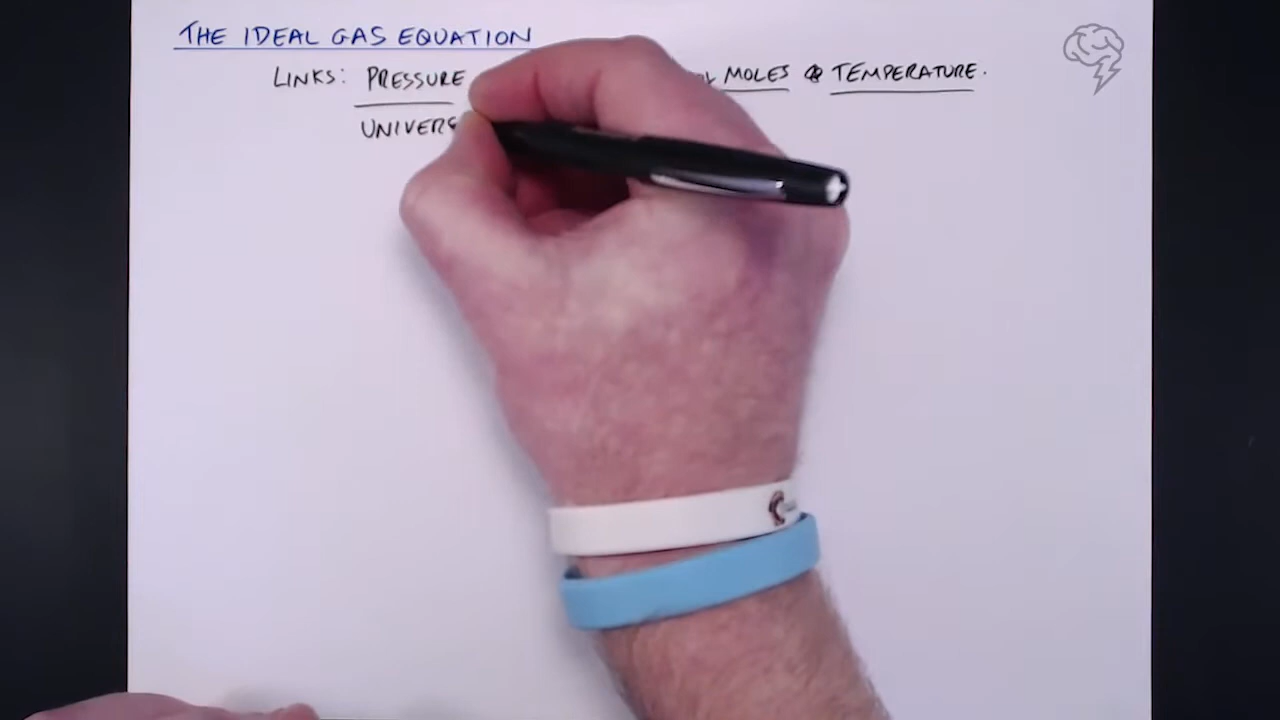 THE IDEAL GAS EQUATION
LINKS: PRESSURE MOLES & TEMPERATURE.
UNIVERS